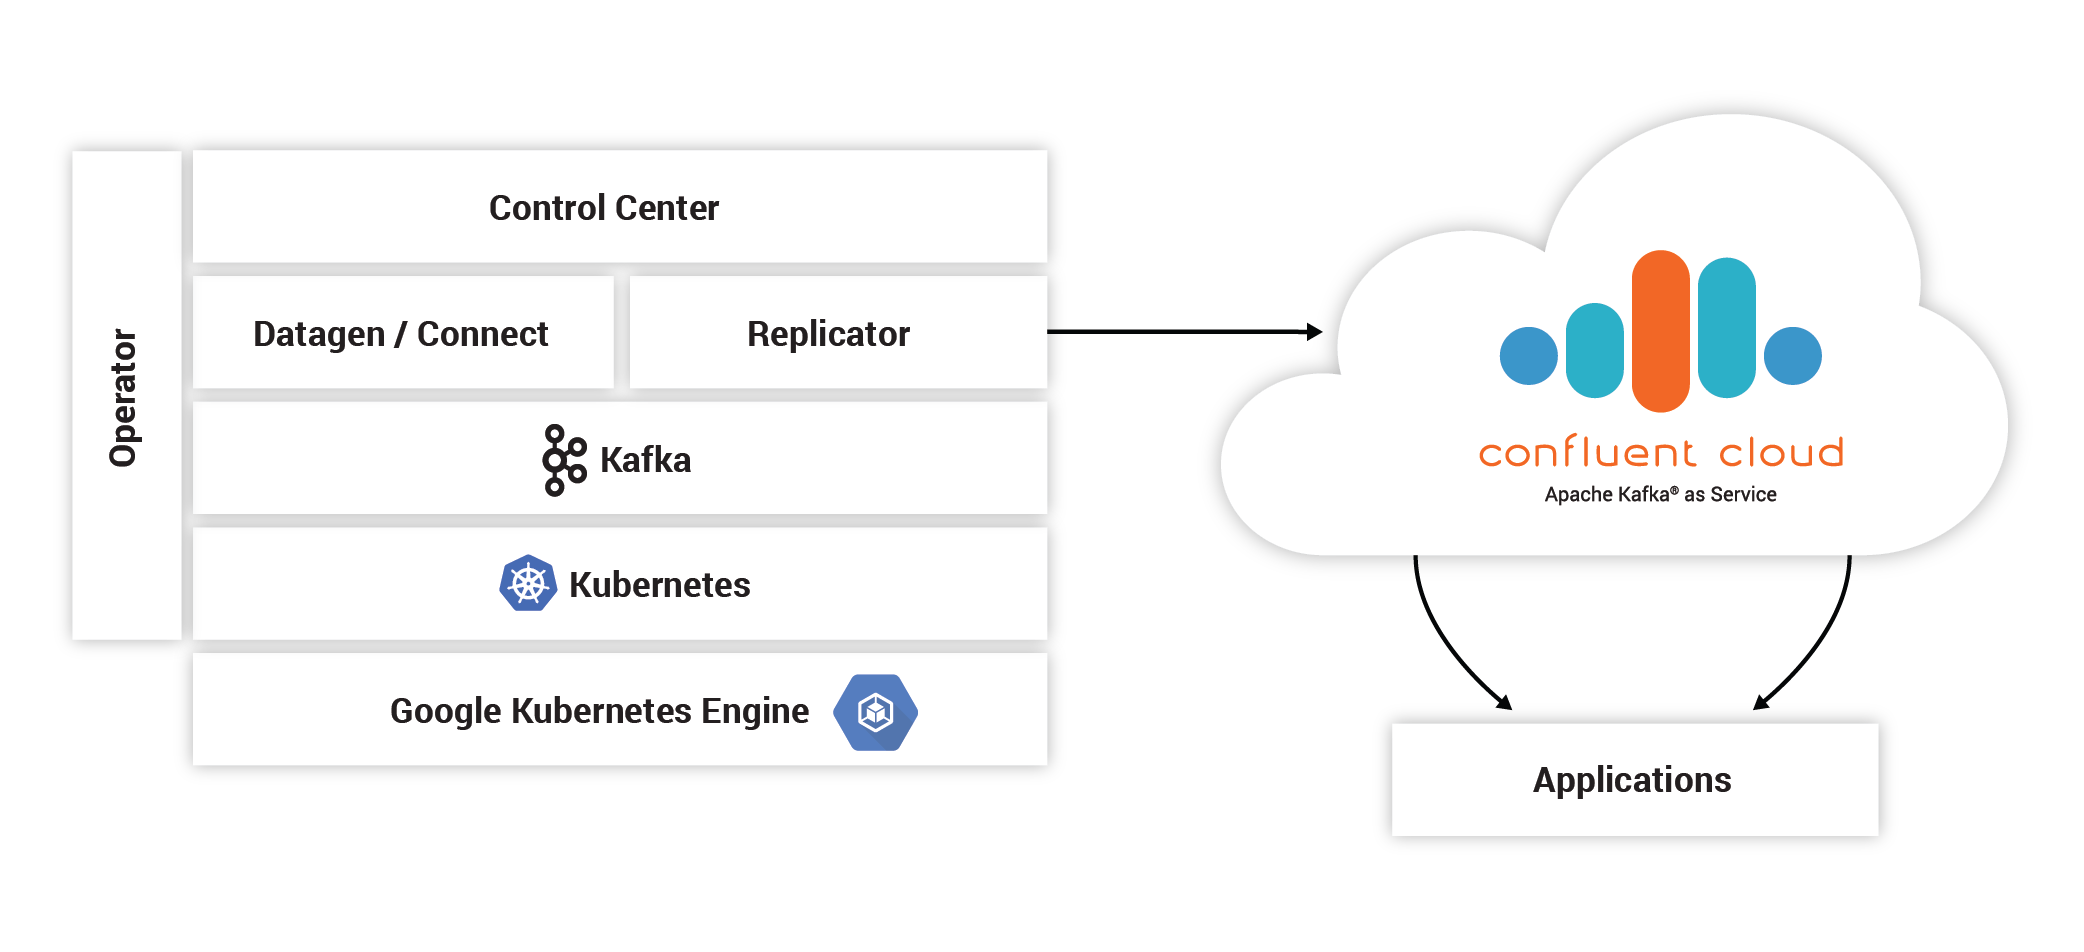 Operator
Control Center
Datagen / Connect
Replicator
Kafka
Kubernetes
Google Kubernetes Engine
confluent cloud
Apache Kafka® as Service
Applications